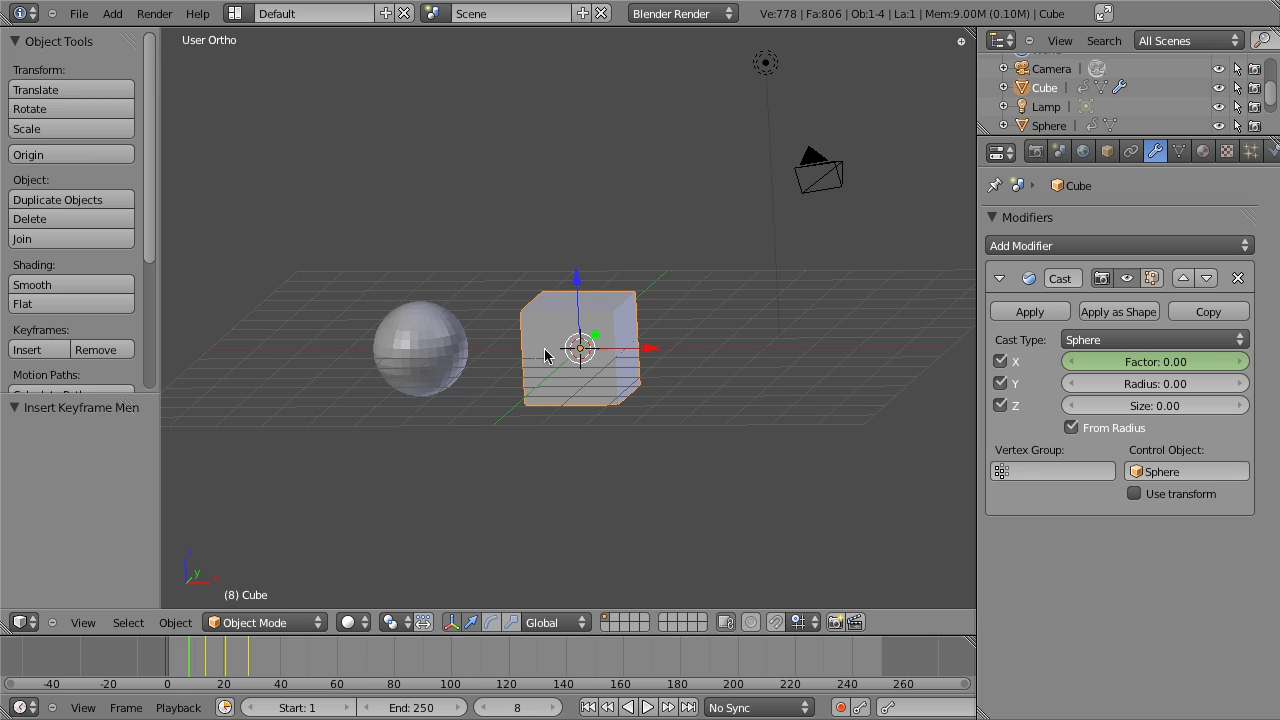 File Add Render Help Default Scene Blender Render Ve:778 | Fa:806 | Ob:1-4 | La:1 | Mem:9.00M (0.10M) | Cube
Object Tools
Transform:
Translate
Rotate
Scale
Origin
Object:
Duplicate Objects
Delete
Join
Shading:
Smooth
Flat
Keyframes:
Insert Remove
Motion Paths:
Insert Keyframe Men
User Ortho
z
y
x
(8) Cube
View Select Object Object Mode Global
-40 -20 0 20 40 60 80 100 120 140 160 180 200 220 240 260
View Frame Playback Start: 1 End: 250 8 No Sync
View Search All Scenes
Camera
Cube
Lamp
Sphere
Cube
Modifiers
Add Modifier
Cast
Apply Apply as Shape Copy
Cast Type: Sphere
X Factor: 0.00
Y Radius: 0.00
Z Size: 0.00
From Radius
Vertex Group: Control Object:
Sphere
Use transform